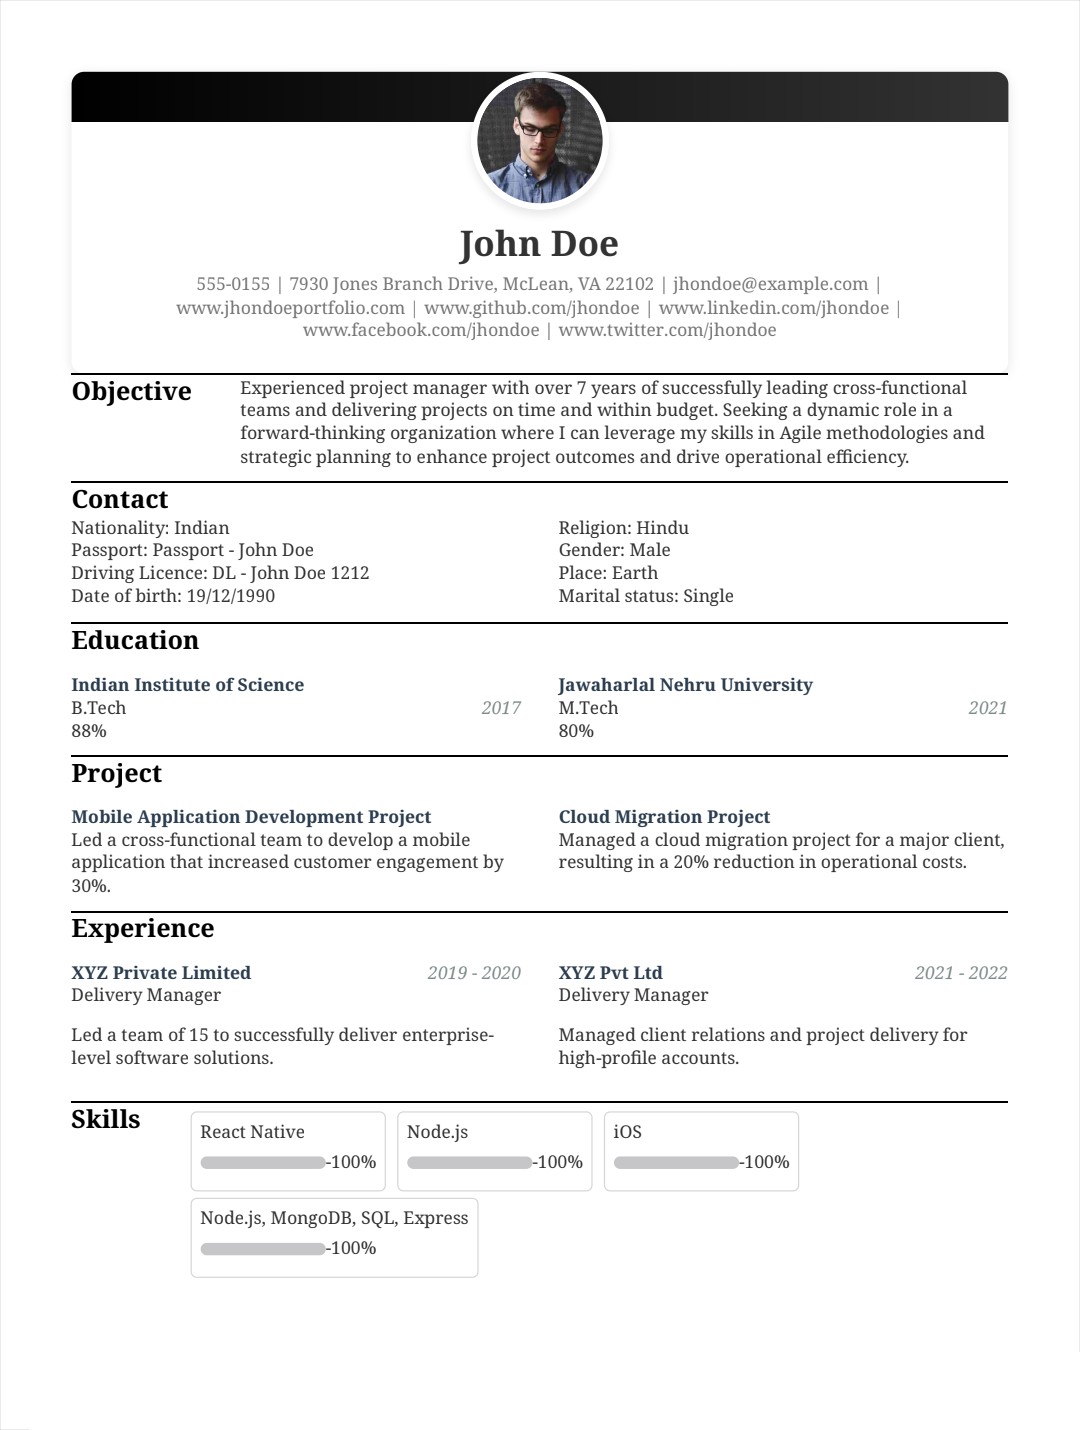 John Doe
555-0155 | 7930 Jones Branch Drive, McLean, VA 22102 | jhondoe@example.com |
www.jhondoeportfolio.com | www.github.com/jhondoe | www.linkedin.com/jhondoe |
www.facebook.com/jhondoe | www.twitter.com/jhondoe
Objective
Experienced project manager with over 7 years of successfully leading cross-functional
teams and delivering projects on time and within budget. Seeking a dynamic role in a
forward-thinking organization where I can leverage my skills in Agile methodologies and
strategic planning to enhance project outcomes and drive operational efficiency.
Contact
Nationality: Indian
Passport: Passport - John Doe
Driving Licence: DL - John Doe 1212
Date of birth: 19/12/1990
Religion: Hindu
Gender: Male
Place: Earth
Marital status: Single
Education
Indian Institute of Science
B.Tech 2017
88%
Jawaharlal Nehru University
M.Tech 2021
80%
Project
Mobile Application Development Project
Led a cross-functional team to develop a mobile
application that increased customer engagement by
30%.
Cloud Migration Project
Managed a cloud migration project for a major client,
resulting in a 20% reduction in operational costs.
Experience
XYZ Private Limited 2019 - 2020
Delivery Manager
Led a team of 15 to successfully deliver enterprise-
level software solutions.
XYZ Pvt Ltd 2021 - 2022
Delivery Manager
Managed client relations and project delivery for
high-profile accounts.
Skills
React Native
-100%
Node.js
-100%
iOS
-100%
Node.js, MongoDB, SQL, Express
-100%